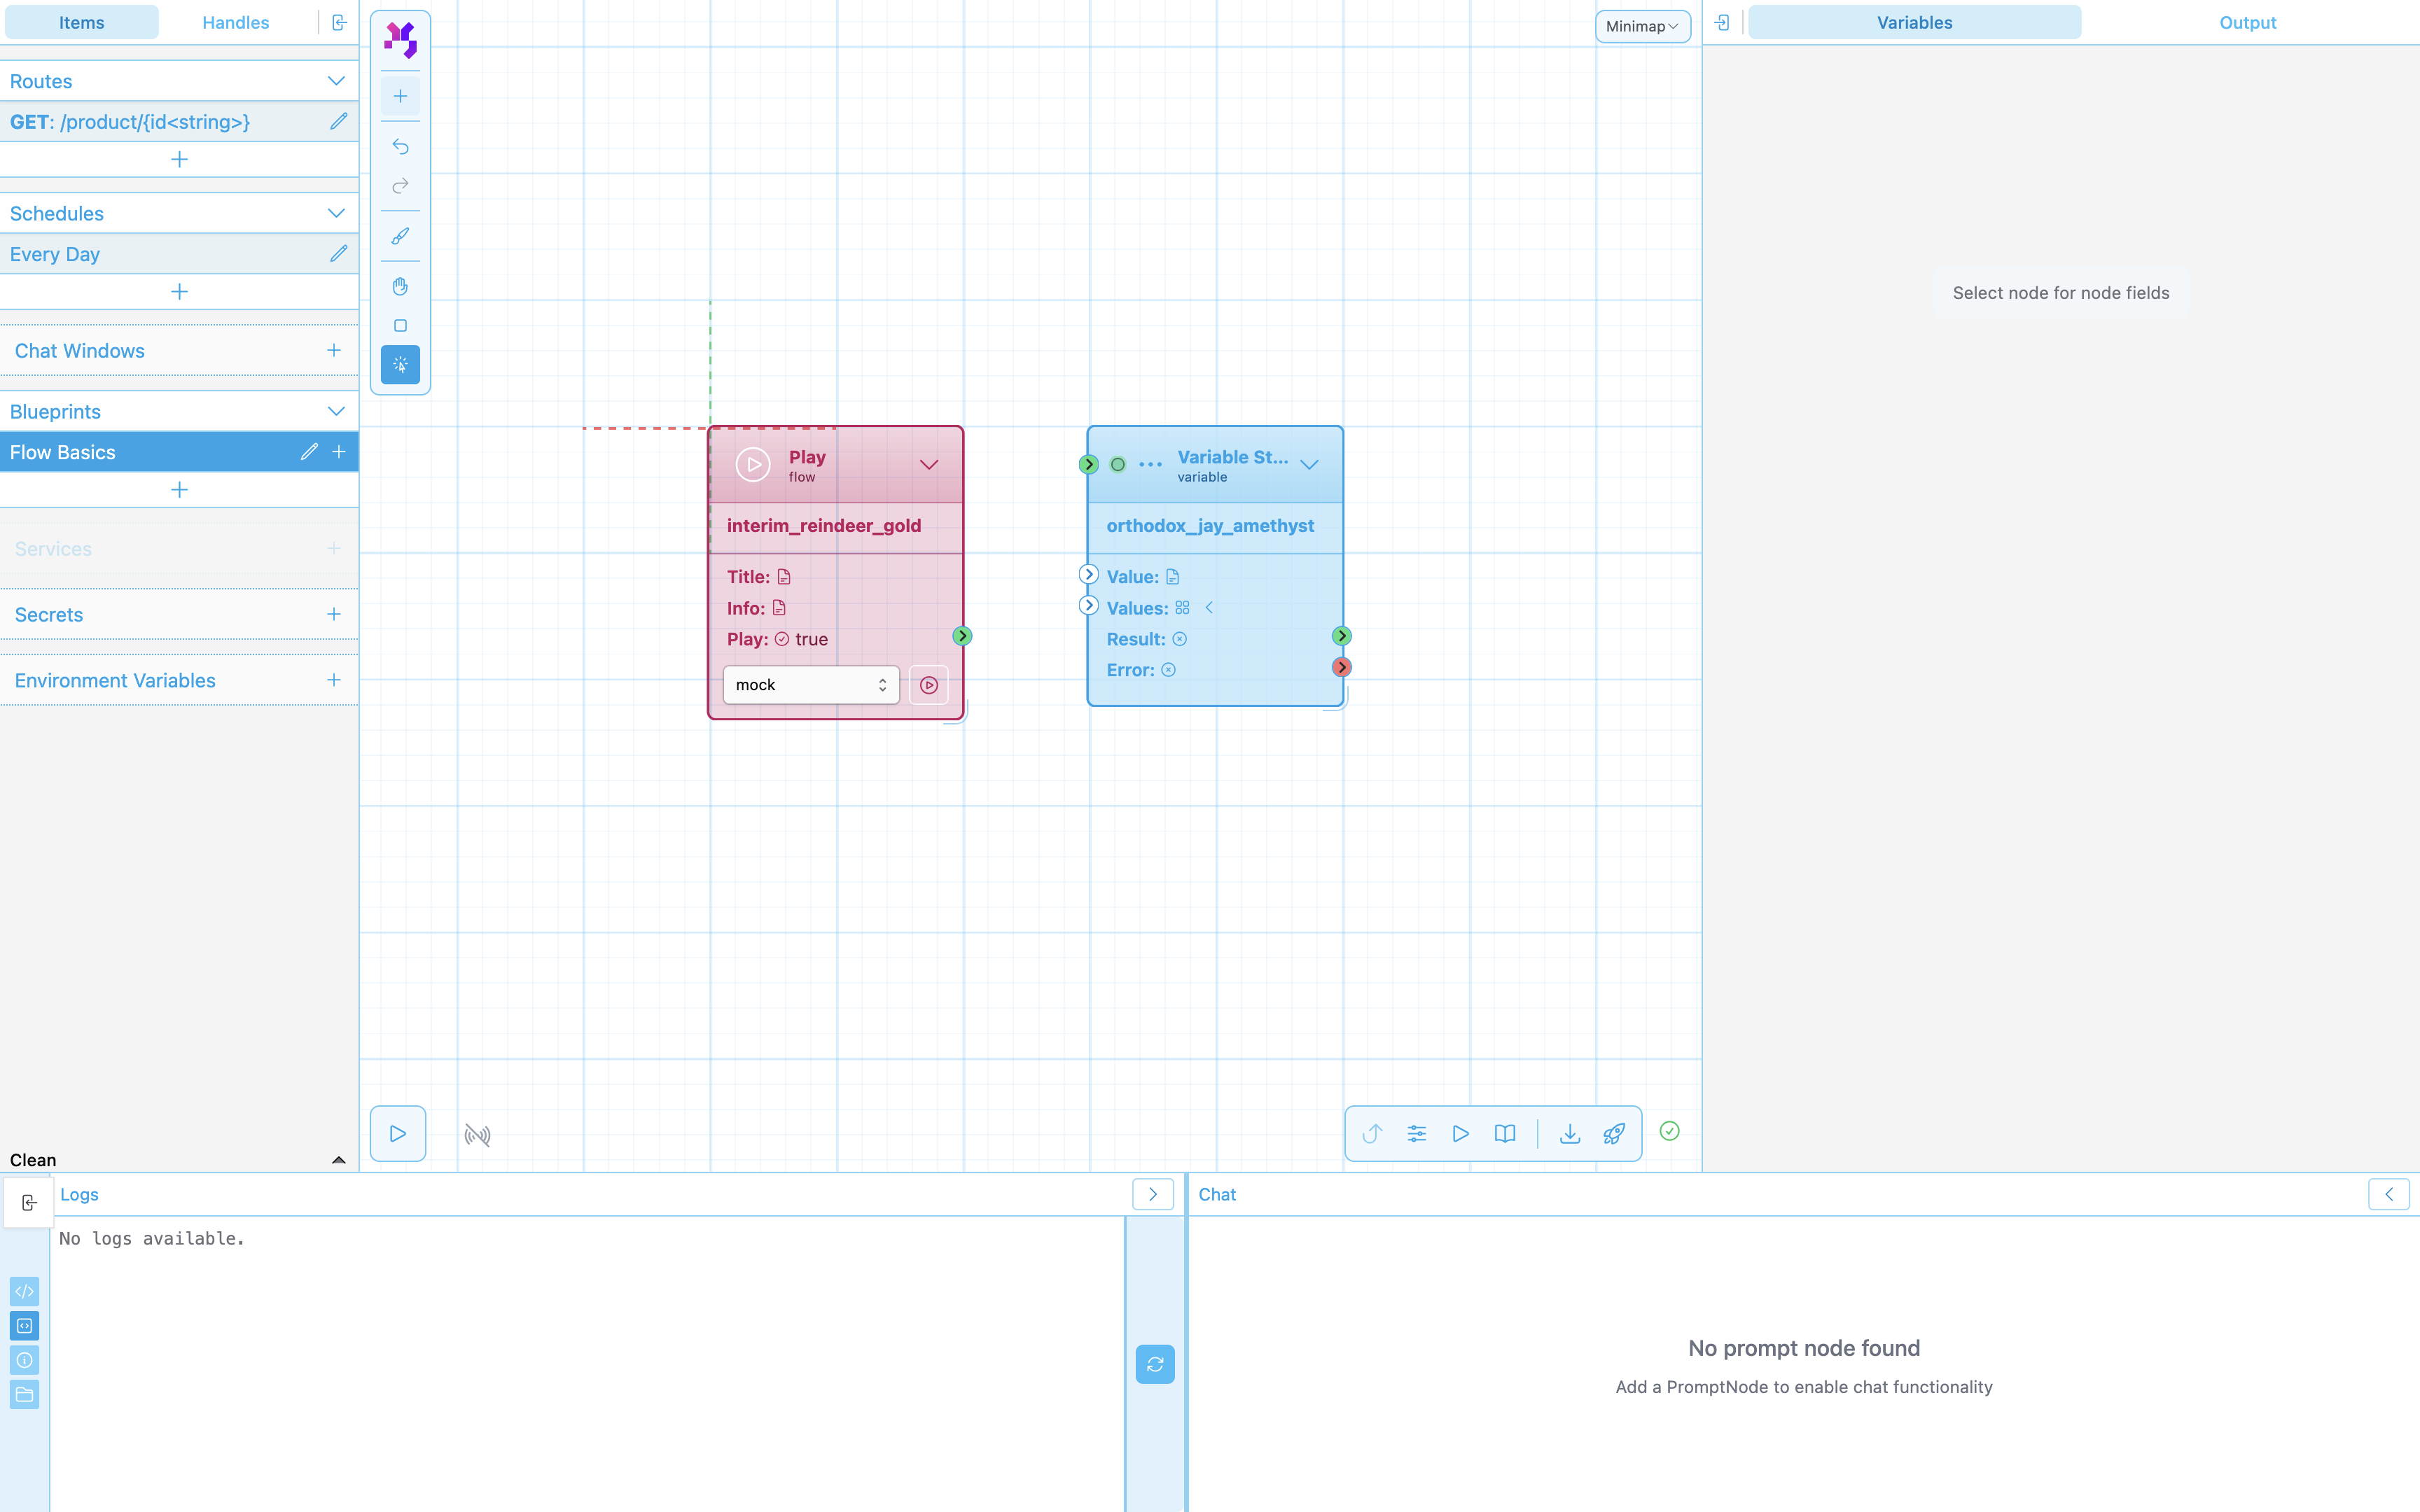 Items
Handles
Routes
GET: /product/{id<string>}
Schedules
Every Day
Chat Windows
Blueprints
Flow Basics
Services
Secrets
Environment Variables
Clean
Minimap
Play
flow
interim_reindeer_gold
Title:
Info:
Play: true
mock
Variable St...
variable
orthodox_jay_amethyst
Value:
Values:
Result:
Error:
Variables
Output
Select node for node fields
Logs
No logs available.
Chat
No prompt node found
Add a PromptNode to enable chat functionality